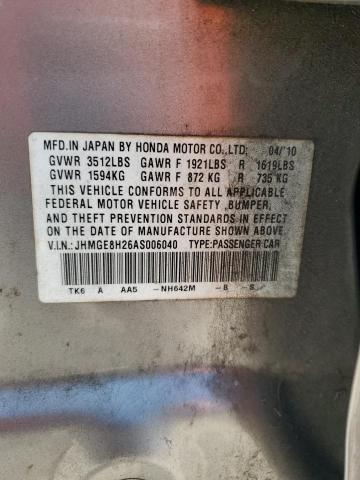 MFD.IN JAPAN BY HONDA MOTOR CO.,LTD; 04/'10
GVWR 3512LBS GAWR F 1921LBS R 1619LBS
GVWR 1594KG GAWR F 872 KG R 735 KG
THIS VEHICLE CONFORMS TO ALL APPLICABLE
FEDERAL MOTOR VEHICLE SAFETY ,BUMPER,
AND THEFT PREVENTION STANDARDS IN EFFECT
ON THE DATE OF MANUFACTURE SHOWN ABOVE.
V.I.N.:JHMGE8H26AS006040 TYPE:PASSENGER CAR
TK6 A AA5 -NH642M -B -S-